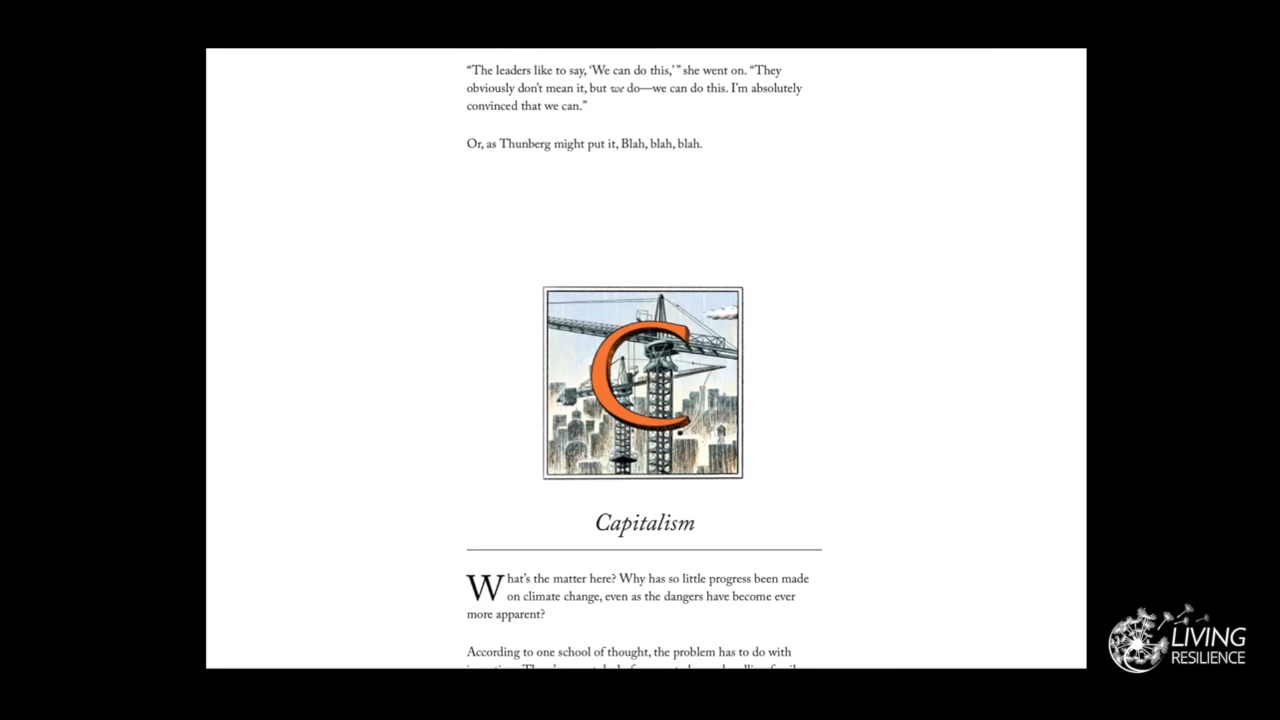 “The leaders like to say, ‘We can do this,’ ” she went on. “They
obviously don’t mean it, but we do—we can do this. I’m absolutely
convinced that we can.”
Or, as Thunberg might put it, Blah, blah, blah.
C
Capitalism
What’s the matter here? Why has so little progress been made
on climate change, even as the dangers have become ever
more apparent?
According to one school of thought, the problem has to do with
LIVING
RESILIENCE